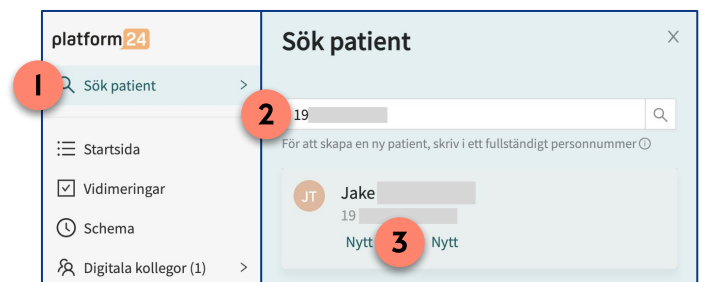 platform24
Sök patient
1
Sök patient
2
19
För att skapa en ny patient, skriv i ett fullständigt personnummer
Startsida
JT
Jake
Vidimeringar
19
Schema
Nytt 3 Nytt
Digitala kollegor (1)